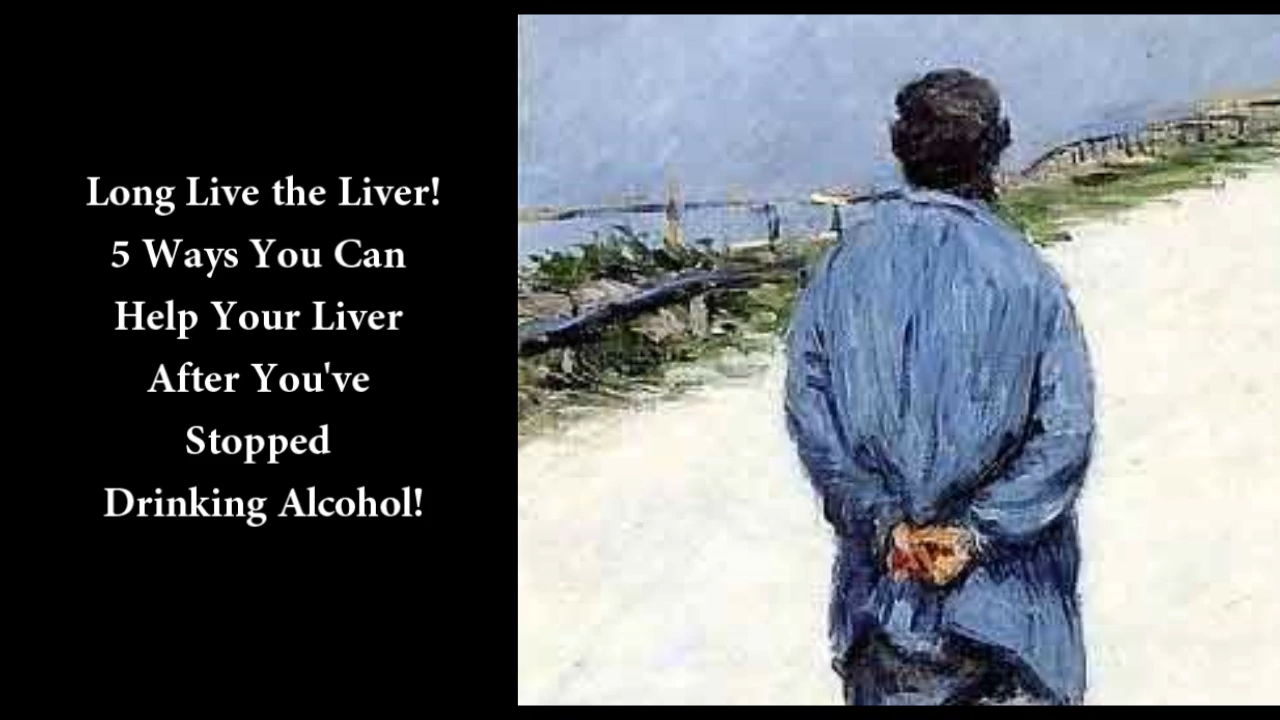 Long Live the Liver!
5 Ways You Can
Help Your Liver
After You've
Stopped
Drinking Alcohol!